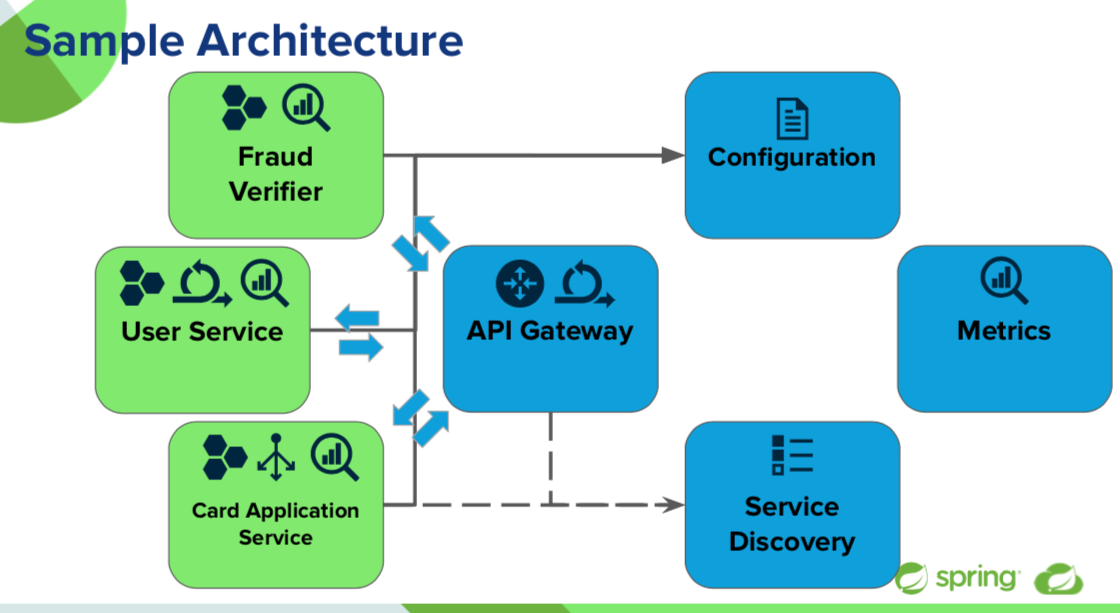 Sample Architecture
Fraud
Verifier
Configuration
User Service
API Gateway
Metrics
Card Application
Service
Service
Discovery
spring